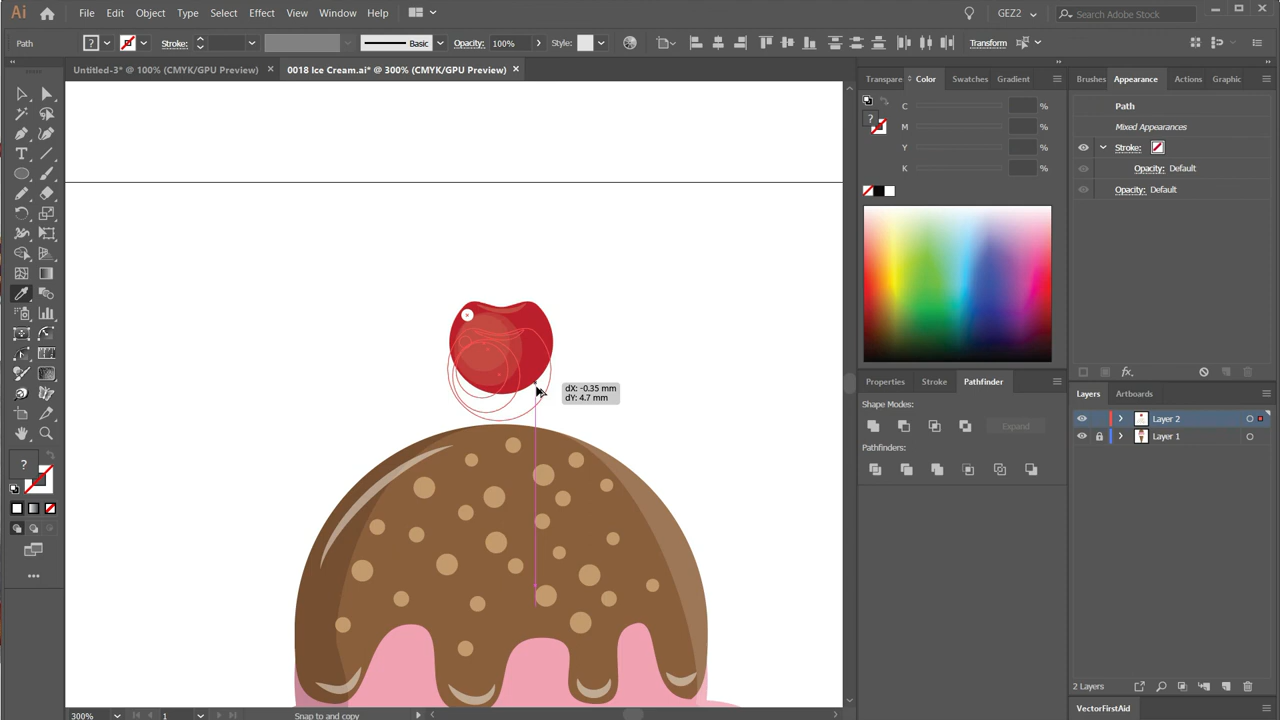 Ai File Edit Object Type Select Effect View Window Help GEZ2 Search Adobe Stock
Path ? Stroke: Basic Opacity: 100% Style: Transform
Untitled-3* @ 100% (CMYK/GPU Preview) × 0018 Ice Cream.ai* @ 300% (CMYK/GPU Preview) ×
Transpare Color Swatches Gradient
Brushes Appearance Actions Graphic
C %
M %
Y %
K %
?
Path
Mixed Appearances
Stroke:
Opacity: Default
Opacity: Default
fx.
dX: -0.35 mm
dY: 4.7 mm
Properties Stroke Pathfinder
Shape Modes:
Expand
Pathfinders:
Layers Artboards
Layer 2
Layer 1
?
2 Layers
VectorFirstAid
300% 1 Snap to and copy